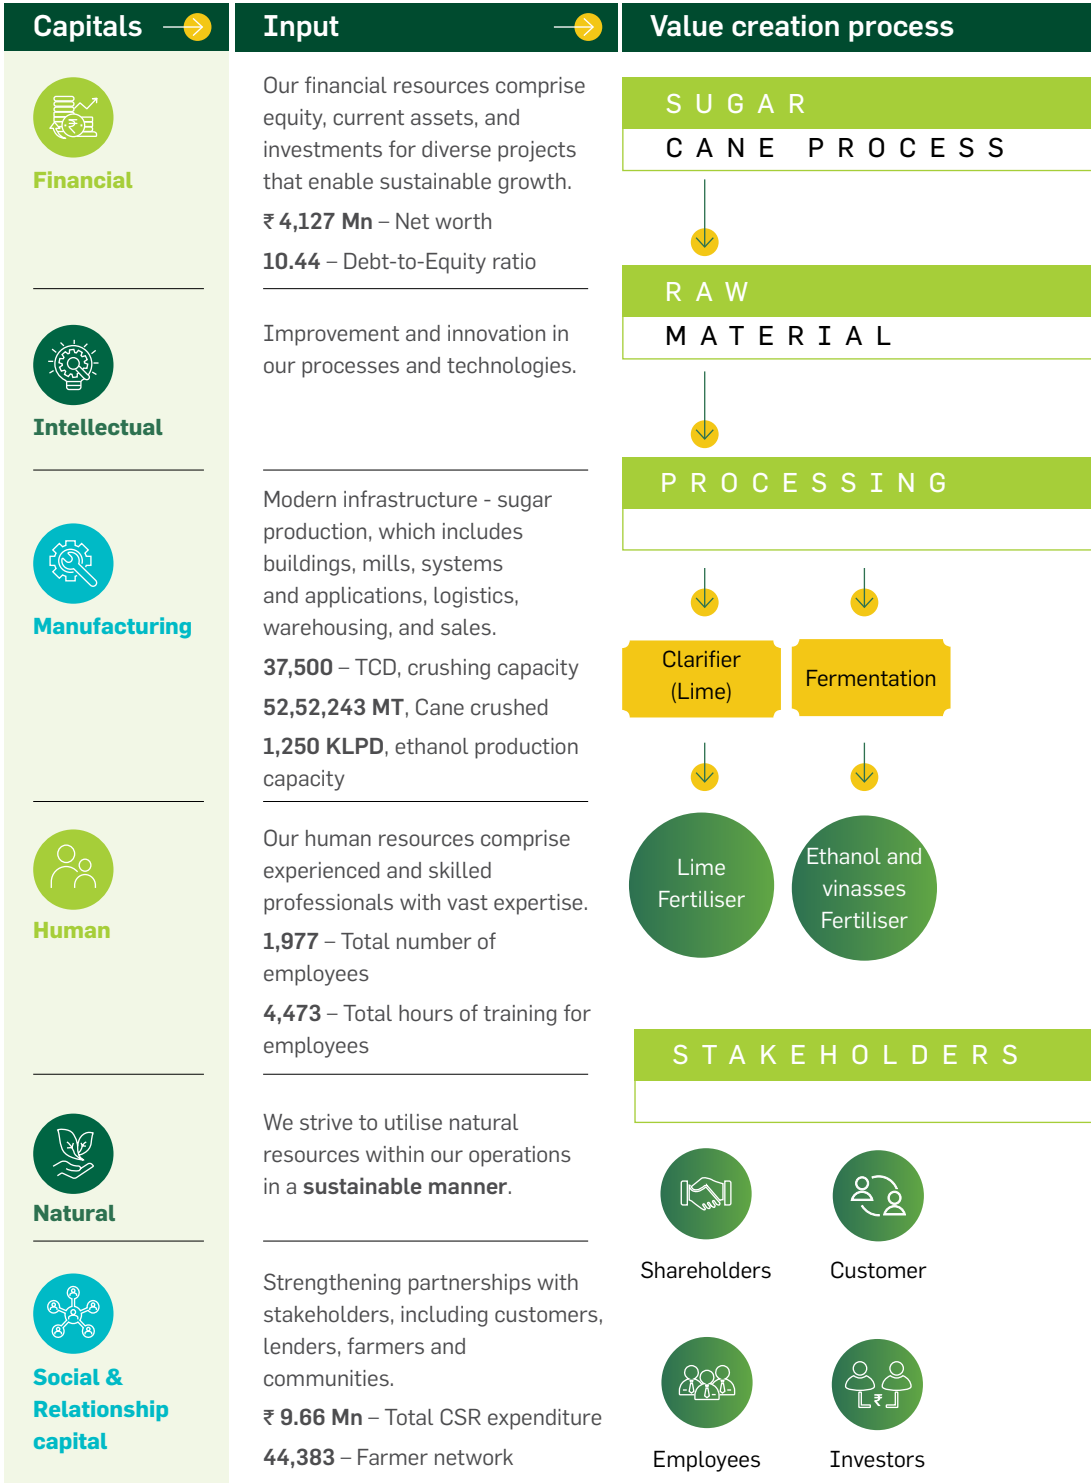 Capitals
Input
Value creation process
Financial
Our financial resources comprise
equity, current assets, and
investments for diverse projects
that enable sustainable growth.
₹ 4,127 Mn – Net worth
10.44 – Debt-to-Equity ratio
Intellectual
Improvement and innovation in
our processes and technologies.
Manufacturing
Modern infrastructure - sugar
production, which includes
buildings, mills, systems
and applications, logistics,
warehousing, and sales.
37,500 – TCD, crushing capacity
52,52,243 MT, Cane crushed
1,250 KLPD, ethanol production
capacity
Human
Our human resources comprise
experienced and skilled
professionals with vast expertise.
1,977 – Total number of
employees
4,473 – Total hours of training for
employees
Natural
We strive to utilise natural
resources within our operations
in a sustainable manner.
Social &
Relationship
capital
Strengthening partnerships with
stakeholders, including customers,
lenders, farmers and
communities.
₹ 9.66 Mn – Total CSR expenditure
44,383 – Farmer network
SUGAR
CANE PROCESS
RAW
MATERIAL
PROCESSING
Clarifier
(Lime)
Fermentation
Lime
Fertiliser
Ethanol and
vinasses
Fertiliser
STAKEHOLDERS
Shareholders
Customer
Employees
Investors